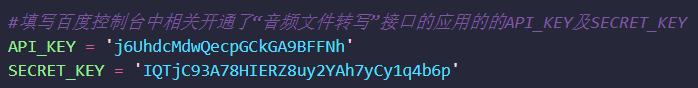 #填写百度控制台中相关开通了“音频文件转写”接口的应用的的API_KEY及SECRET_KEY
API_KEY = 'j6UhdcMdwQecpGCkGA9BFFNh'
SECRET_KEY = 'IQTjC93A78HIERZ8uy2YAh7yCy1q4b6p'